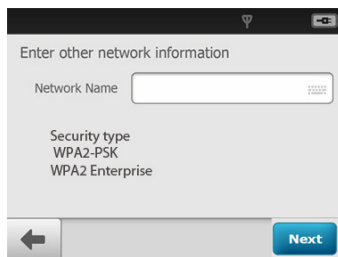 Enter other network information
Network Name
Security type
WPA2-PSK
WPA2 Enterprise
Next